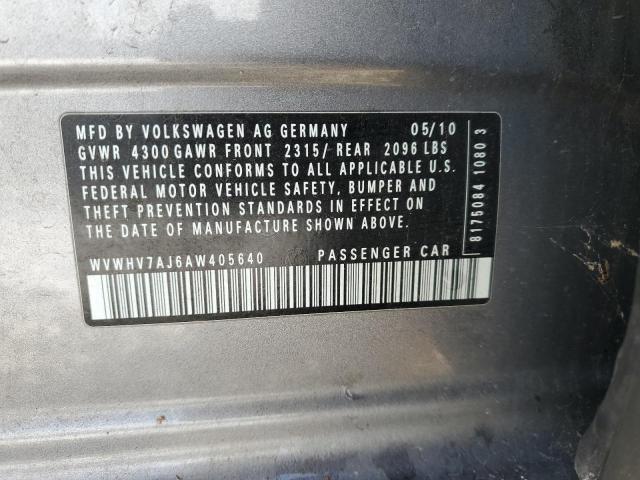 MFD BY VOLKSWAGEN AG GERMANY 05/10
GVWR 4300 GAWR FRONT 2315/ REAR 2096 LBS
THIS VEHICLE CONFORMS TO ALL APPLICABLE U.S.
FEDERAL MOTOR VEHICLE SAFETY, BUMPER AND
THEFT PREVENTION STANDARDS IN EFFECT ON
THE DATE OF MANUFACTURE SHOWN ABOVE.
WVWHV7AJ6AW405640 PASSENGER CAR
8175084 1080 3